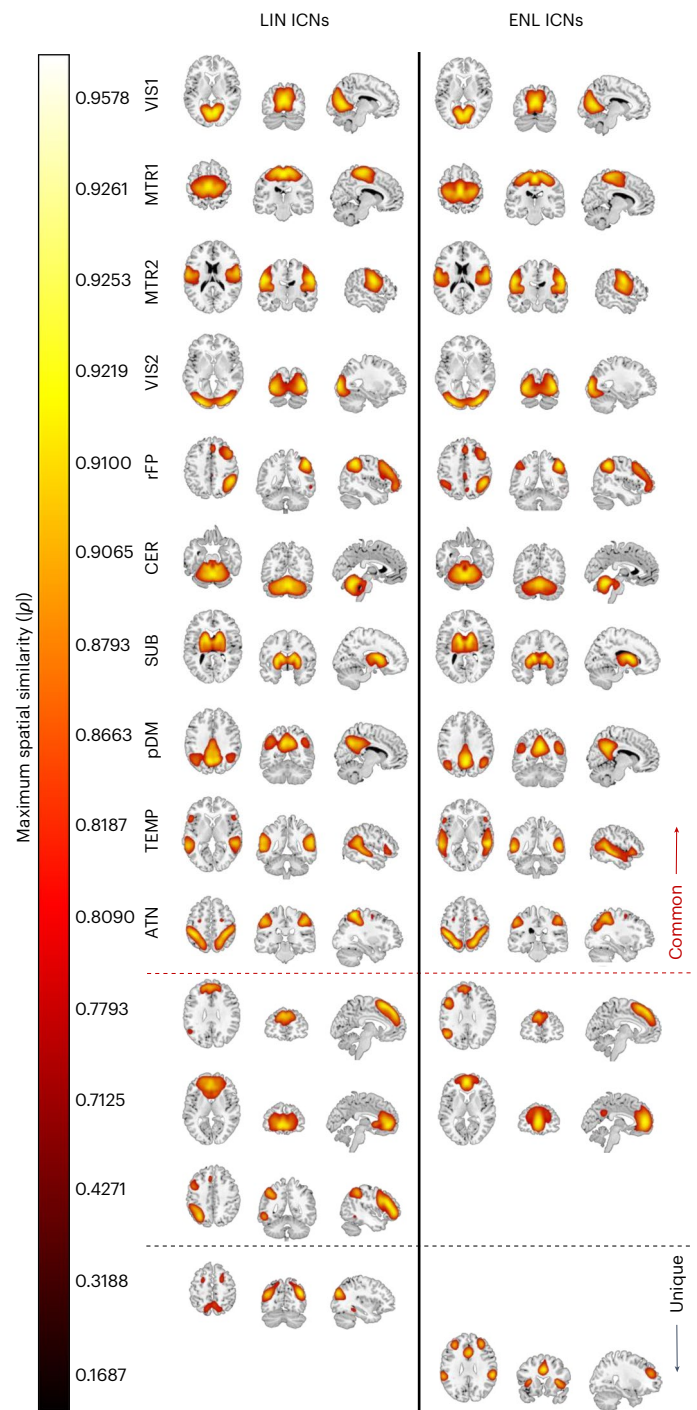 LIN ICNs
ENL ICNs
Maximum spatial similarity (|ρ|)
0.9578
0.9261
0.9253
0.9219
0.9100
0.9065
0.8793
0.8663
0.8187
0.8090
0.7793
0.7125
0.4271
0.3188
0.1687
VIS1
MTR1
MTR2
VIS2
rFP
CER
SUB
pDM
TEMP
ATN
Common
Unique